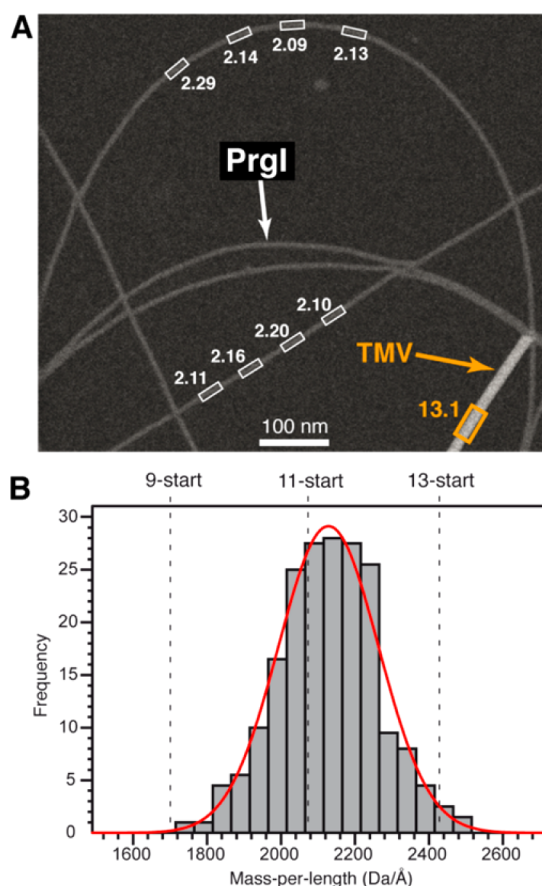 A
2.14
2.09
2.13
2.29
PrgI
2.10
2.20
2.16
2.11
TMV
13.1
100 nm
B
9-start
11-start
13-start
30
25
20
15
10
5
0
Frequency
1600
1800
2000
2200
2400
2600
Mass-per-length (Da/Å)